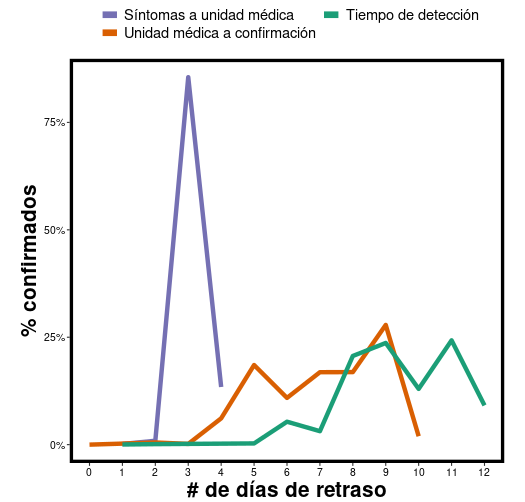 Síntomas a unidad médica
Tiempo de detección
Unidad médica a confirmación
% confirmados
75%
50%
25%
0%
0 1 2 3 4 5 6 7 8 9 10 11 12
# de días de retraso